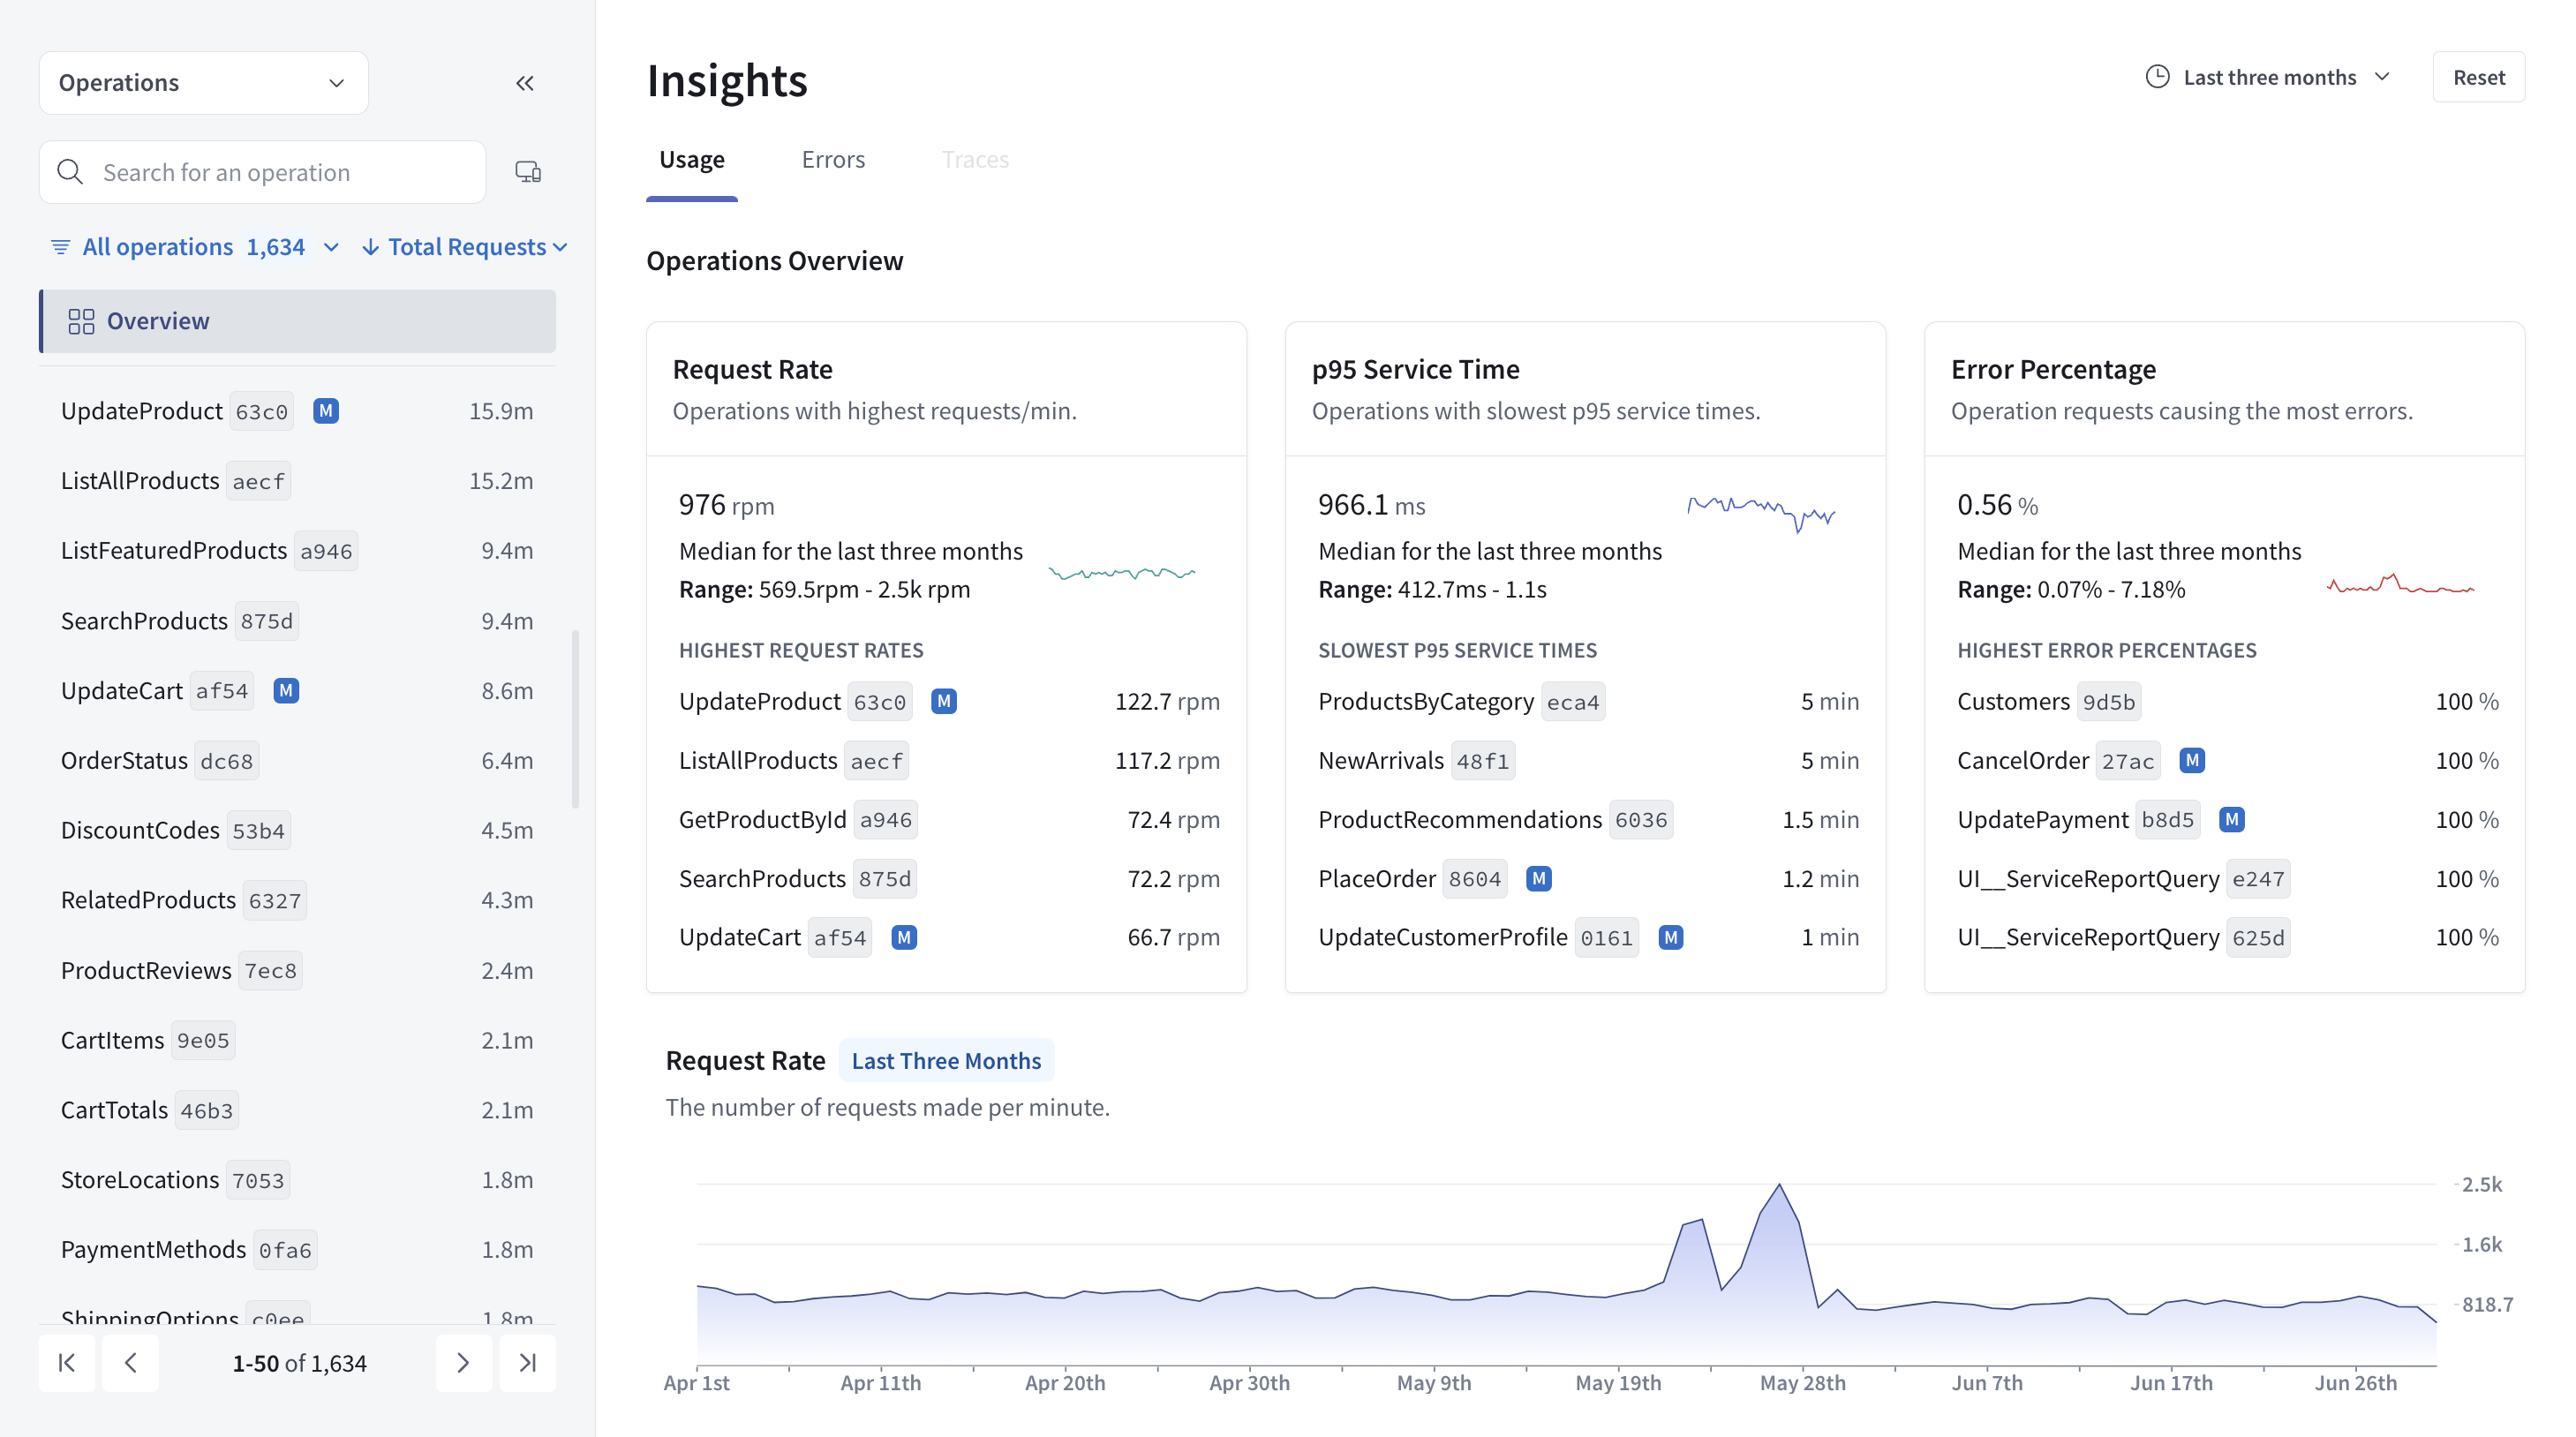 Operations
Search for an operation
All operations 1,634 Total Requests
Overview
UpdateProduct 63c0 M 15.9m
ListAllProducts aecf 15.2m
ListFeaturedProducts a946 9.4m
SearchProducts 875d 9.4m
UpdateCart af54 M 8.6m
OrderStatus dc68 6.4m
DiscountCodes 53b4 4.5m
RelatedProducts 6327 4.3m
ProductReviews 7ec8 2.4m
CartItems 9e05 2.1m
CartTotals 46b3 2.1m
StoreLocations 7053 1.8m
PaymentMethods 0fa6 1.8m
ShippingOptions c0ee 1.8m
1-50 of 1,634
Insights
Last three months
Reset
Usage Errors Traces
Operations Overview
Request Rate
Operations with highest requests/min.
976 rpm
Median for the last three months
Range: 569.5rpm - 2.5k rpm
HIGHEST REQUEST RATES
UpdateProduct 63c0 M 122.7 rpm
ListAllProducts aecf 117.2 rpm
GetProductById a946 72.4 rpm
SearchProducts 875d 72.2 rpm
UpdateCart af54 M 66.7 rpm
p95 Service Time
Operations with slowest p95 service times.
966.1 ms
Median for the last three months
Range: 412.7ms - 1.1s
SLOWEST P95 SERVICE TIMES
ProductsByCategory eca4 5 min
NewArrivals 48f1 5 min
ProductRecommendations 6036 1.5 min
PlaceOrder 8604 M 1.2 min
UpdateCustomerProfile 0161 M 1 min
Error Percentage
Operation requests causing the most errors.
0.56 %
Median for the last three months
Range: 0.07% - 7.18%
HIGHEST ERROR PERCENTAGES
Customers 9d5b 100 %
CancelOrder 27ac M 100 %
UpdatePayment b8d5 M 100 %
UI__ServiceReportQuery e247 100 %
UI__ServiceReportQuery 625d 100 %
Request Rate Last Three Months
The number of requests made per minute.
2.5k
1.6k
818.7
Apr 1st Apr 11th Apr 20th Apr 30th May 9th May 19th May 28th Jun 7th Jun 17th Jun 26th